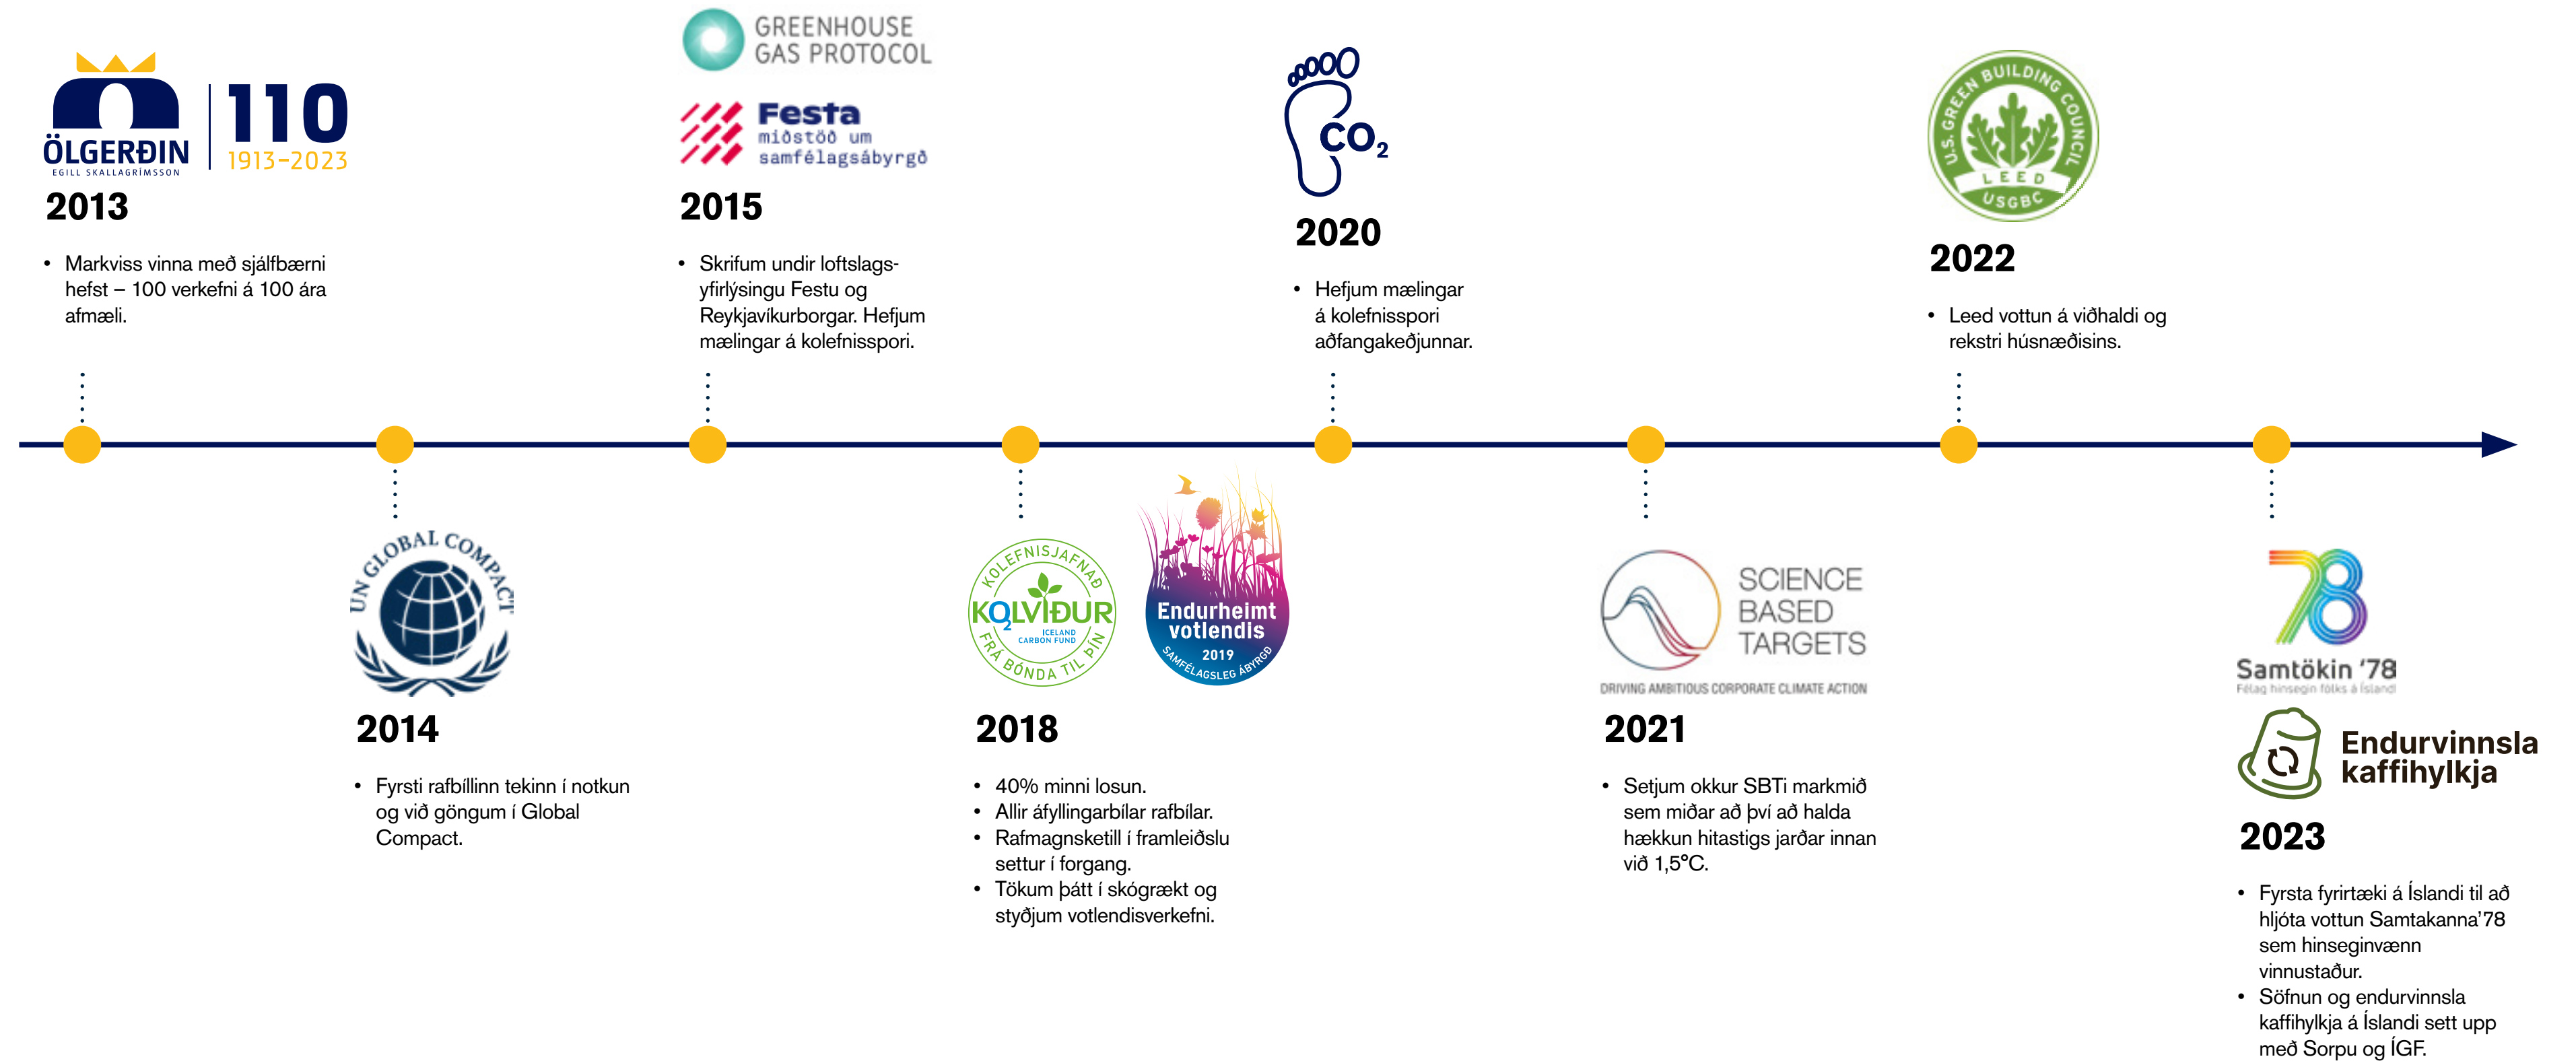 ÖLGERÐIN
EGILL SKALLAGRÍMSSON
110
1913–2023
2013
• Markviss vinna með sjálfbærni
hefst – 100 verkefni á 100 ára
afmæli.
UN GLOBAL COMPACT
2014
• Fyrsti rafbíllinn tekinn í notkun
og við göngum í Global
Compact.
GREENHOUSE
GAS PROTOCOL
Festa
miðstöð um
samfélagsábyrgð
2015
• Skrifum undir loftslags-
yfirlýsingu Festu og
Reykjavíkurborgar. Hefjum
mælingar á kolefnisspori.
KOLEFNISJAFNAÐ
KO2LVIÐUR
ICELAND
CARBON FUND
FRÁ BÓNDA TIL ÞÍN
Endurheimt
votlendis
2019
SAMFÉLAGSLEG ÁBYRGÐ
2018
• 40% minni losun.
• Allir áfyllingarbílar rafbílar.
• Rafmagnsketill í framleiðslu
settur í forgang.
• Tökum þátt í skógrækt og
styðjum votlendisverkefni.
CO2
2020
• Hefjum mælingar
á kolefnisspori
aðfangakeðjunnar.
SCIENCE
BASED
TARGETS
DRIVING AMBITIOUS CORPORATE CLIMATE ACTION
2021
• Setjum okkur SBTi markmið
sem miðar að því að halda
hækkun hitastigs jarðar innan
við 1,5°C.
U.S. GREEN BUILDING COUNCIL
LEED
USGBC
2022
• Leed vottun á viðhaldi og
rekstri húsnæðisins.
78
Samtökin '78
Félag hinsegin fólks á Íslandi
Endurvinnsla
kaffihylkja
2023
• Fyrsta fyrirtæki á Íslandi til að
hljóta vottun Samtakanna'78
sem hinseginvænn
vinnustaður.
• Söfnun og endurvinnsla
kaffihylkja á Íslandi sett upp
með Sorpu og ÍGF.